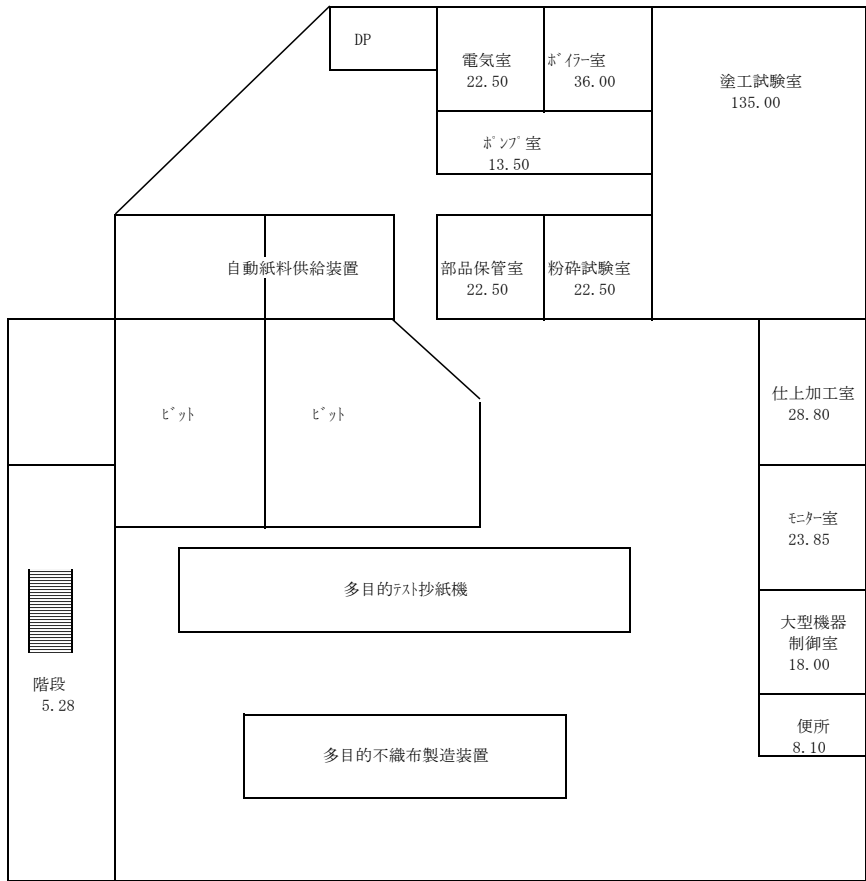 DP
電気室
22.50
ﾎﾞｲﾗｰ室
36.00
塗工試験室
135.00
ﾎﾟﾝﾌﾟ室
13.50
自動紙料供給装置
部品保管室
22.50
粉砕試験室
22.50
ﾋﾟｯﾄ
ﾋﾟｯﾄ
仕上加工室
28.80
ﾓﾆﾀｰ室
23.85
多目的ﾃｽﾄ抄紙機
大型機器
制御室
18.00
階段
5.28
便所
8.10
多目的不織布製造装置